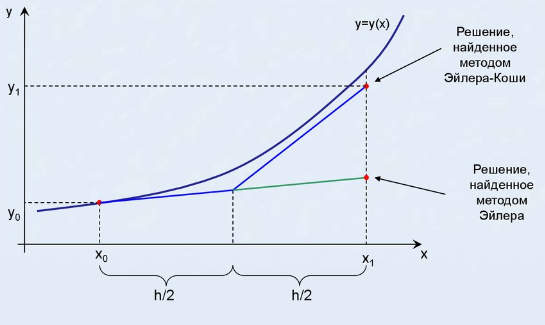 y
y=y(x)
Решение,
найденное
методом
Эйлера-Коши
y₁
Решение,
найденное
методом
Эйлера
y₀
x₀
x₁
x
h/2
h/2